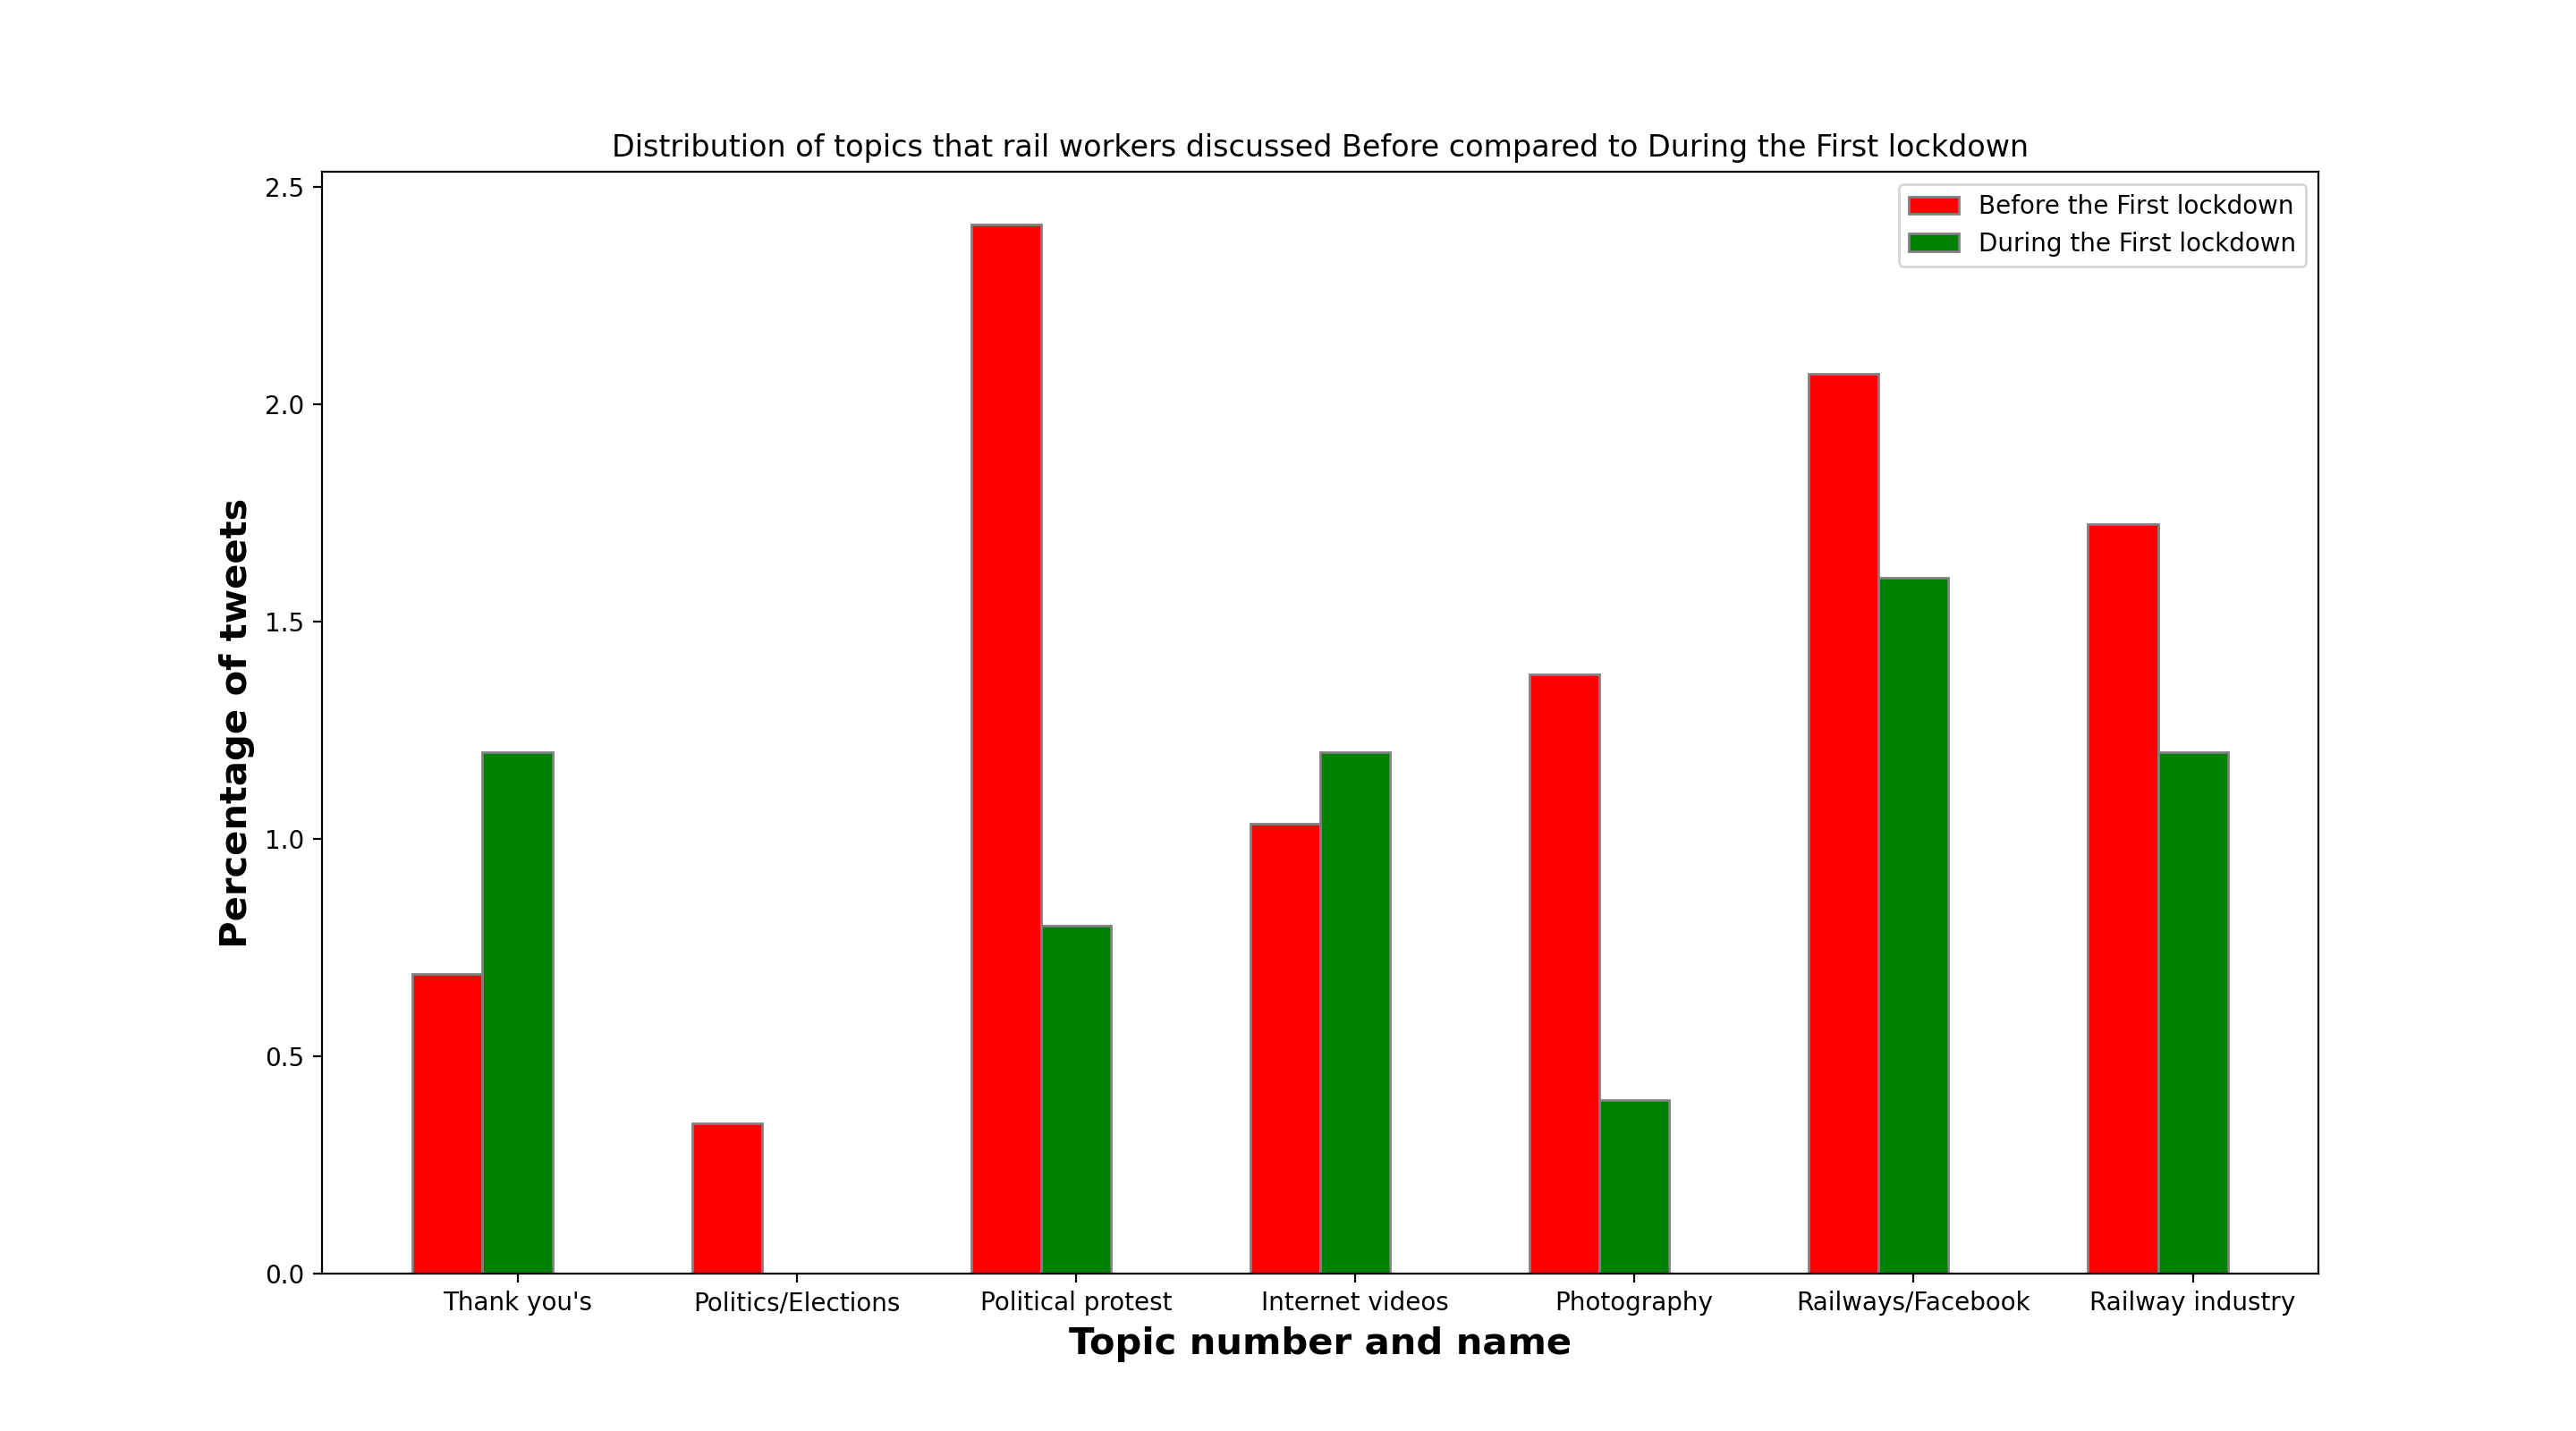 Distribution of topics that rail workers discussed Before compared to During the First lockdown
Before the First lockdown
During the First lockdown
Percentage of tweets
2.5
2.0
1.5
1.0
0.5
0.0
Thank you's Politics/Elections Political protest Internet videos Photography Railways/Facebook Railway industry
Topic number and name